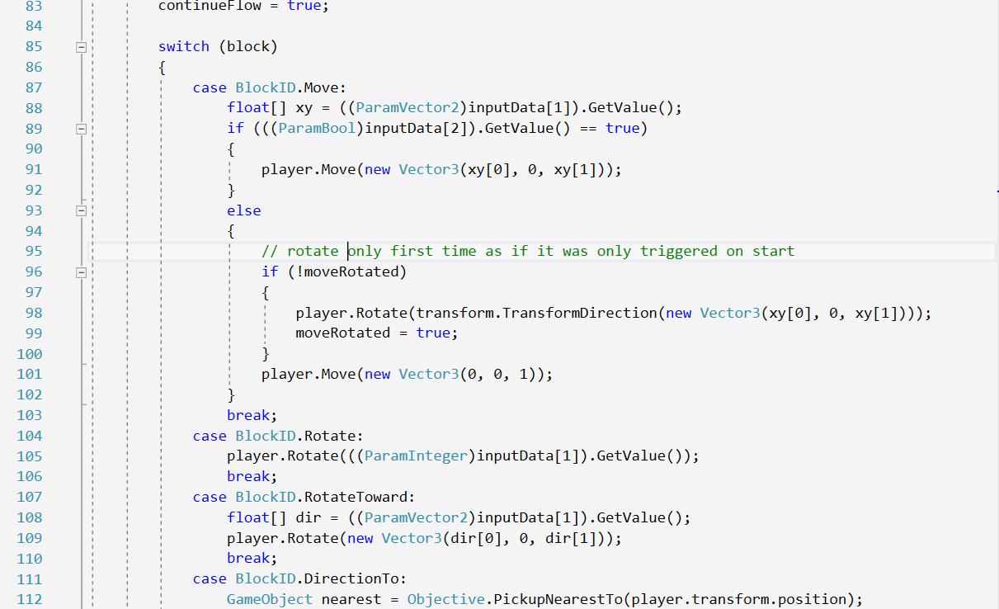 83 continueFlow = true;
84
85 switch (block)
86 {
87 case BlockID.Move:
88 float[] xy = ((ParamVector2)inputData[1]).GetValue();
89 if (((ParamBool)inputData[2]).GetValue() == true)
90 {
91 player.Move(new Vector3(xy[0], 0, xy[1]));
92 }
93 else
94 {
95 // rotate only first time as if it was only triggered on start
96 if (!moveRotated)
97 {
98 player.Rotate(transform.TransformDirection(new Vector3(xy[0], 0, xy[1])));
99 moveRotated = true;
100 }
101 player.Move(new Vector3(0, 0, 1));
102 }
103 break;
104 case BlockID.Rotate:
105 player.Rotate(((ParamInteger)inputData[1]).GetValue());
106 break;
107 case BlockID.RotateToward:
108 float[] dir = ((ParamVector2)inputData[1]).GetValue();
109 player.Rotate(new Vector3(dir[0], 0, dir[1]));
110 break;
111 case BlockID.DirectionTo:
112 GameObject nearest = Objective.PickupNearestTo(player.transform.position);